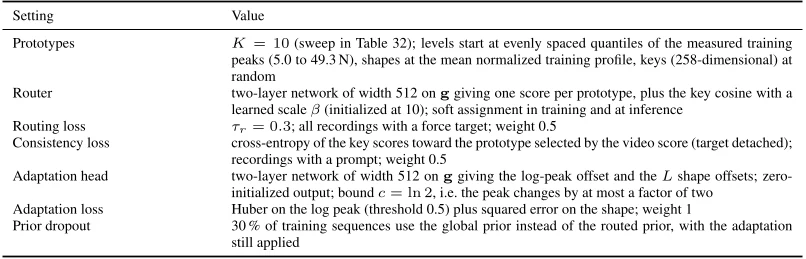 Setting Value
Prototypes K = 10 (sweep in Table 32); levels start at evenly spaced quantiles of the measured training
peaks (5.0 to 49.3 N), shapes at the mean normalized training profile, keys (258-dimensional) at
random
Router two-layer network of width 512 on g giving one score per prototype, plus the key cosine with a
learned scale β (initialized at 10); soft assignment in training and at inference
Routing loss τr = 0.3; all recordings with a force target; weight 0.5
Consistency loss cross-entropy of the key scores toward the prototype selected by the video score (target detached);
recordings with a prompt; weight 0.5
Adaptation head two-layer network of width 512 on g giving the log-peak offset and the L shape offsets; zero-
initialized output; bound c = ln 2, i.e. the peak changes by at most a factor of two
Adaptation loss Huber on the log peak (threshold 0.5) plus squared error on the shape; weight 1
Prior dropout 30 % of training sequences use the global prior instead of the routed prior, with the adaptation
still applied